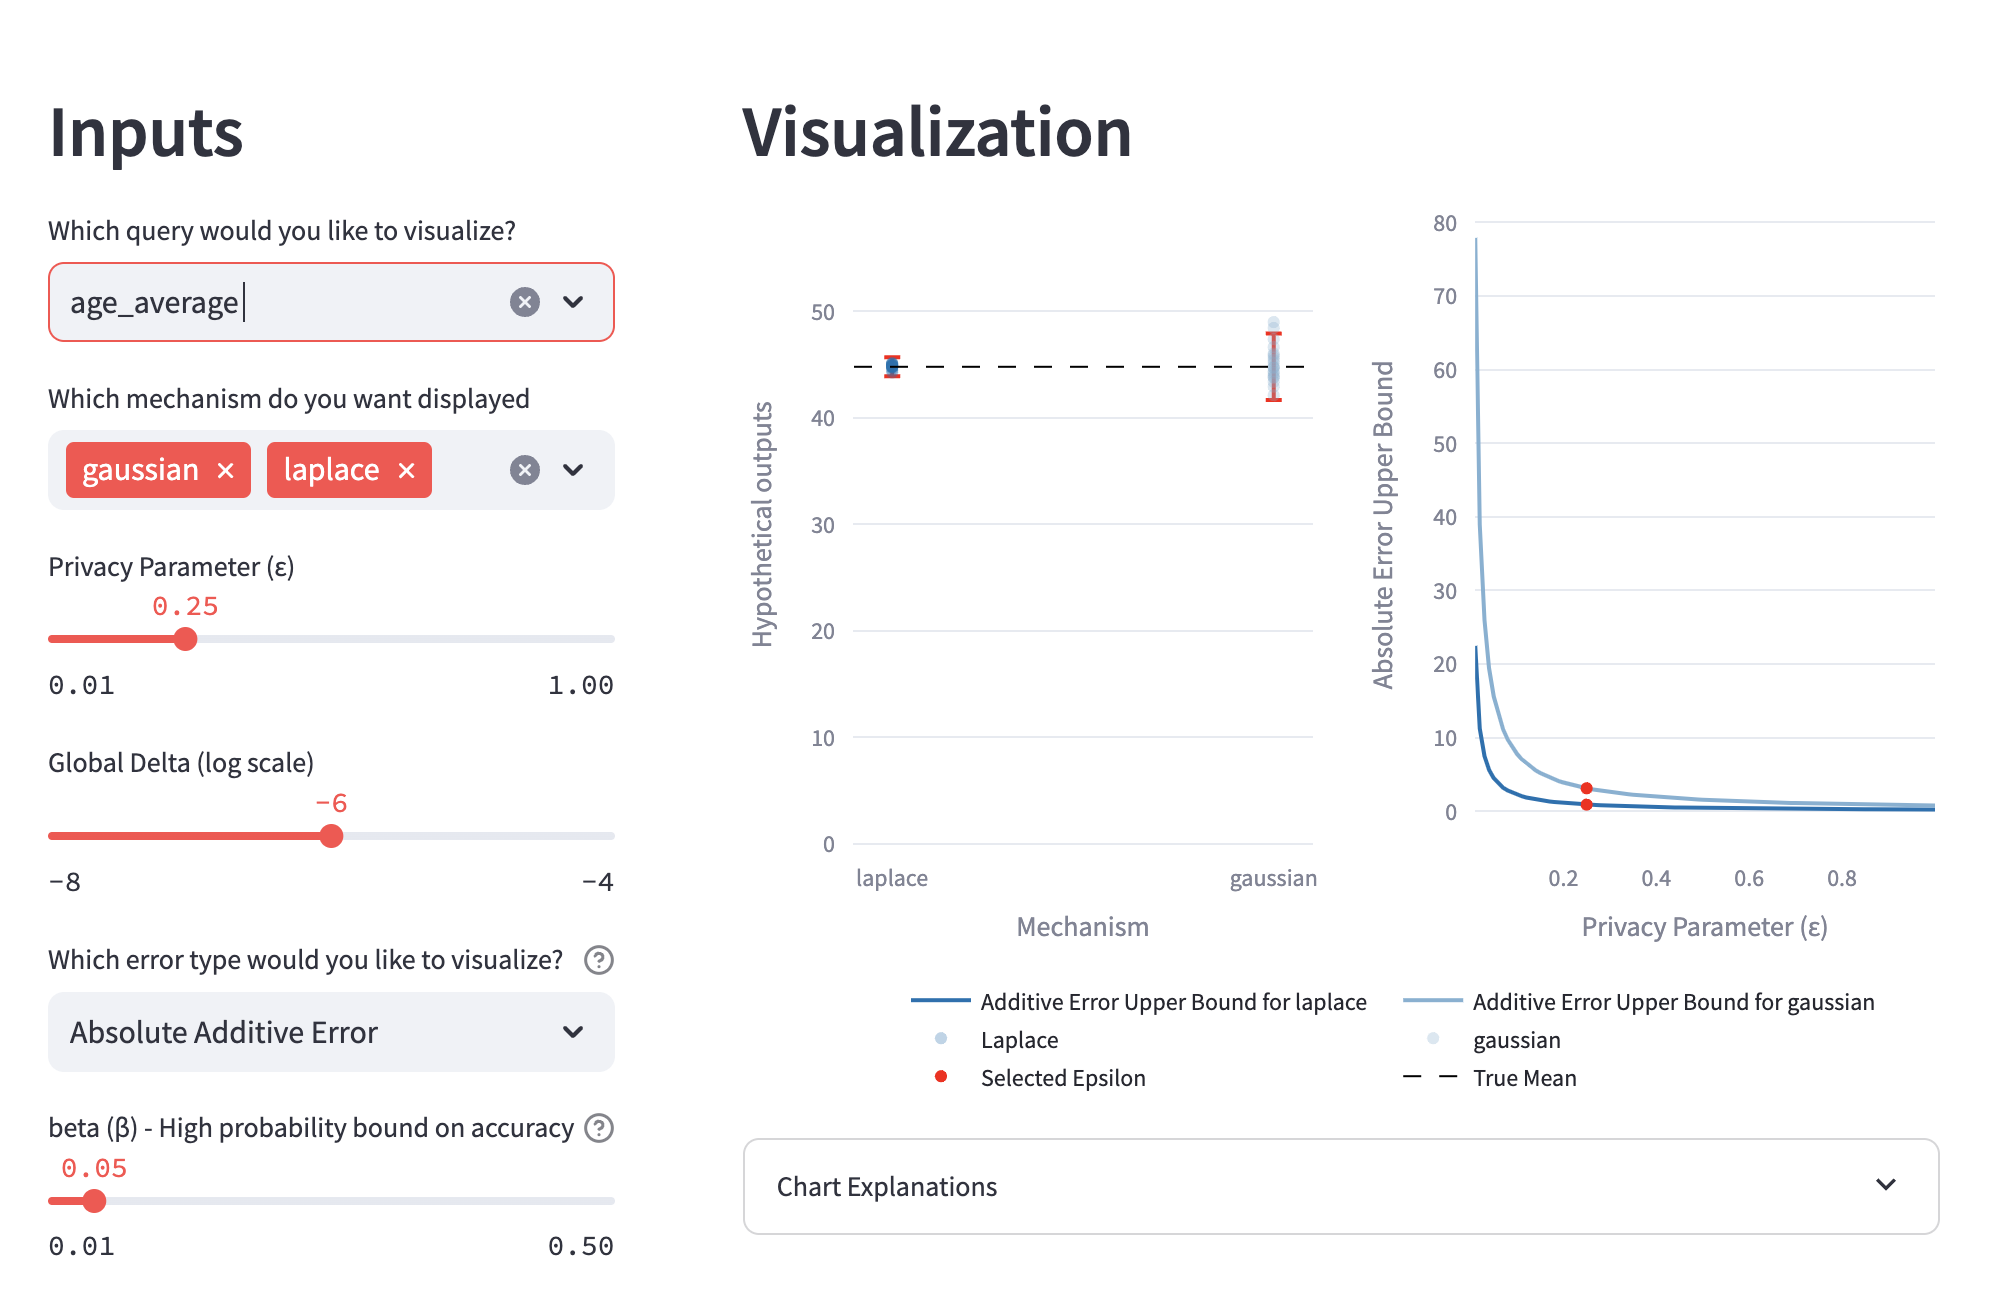 Inputs
Which query would you like to visualize?
age_average
Which mechanism do you want displayed
gaussian
laplace
Privacy Parameter (ε)
0.25
0.01 1.00
Global Delta (log scale)
−6
−8 −4
Which error type would you like to visualize?
Absolute Additive Error
beta (β) - High probability bound on accuracy
0.05
0.01 0.50
Visualization
50
40
30
20
10
0
Hypothetical outputs
laplace gaussian
Mechanism
80
70
60
50
40
30
20
10
0
Absolute Error Upper Bound
0.2 0.4 0.6 0.8
Privacy Parameter (ε)
Additive Error Upper Bound for laplace
Additive Error Upper Bound for gaussian
Laplace
gaussian
Selected Epsilon
True Mean
Chart Explanations